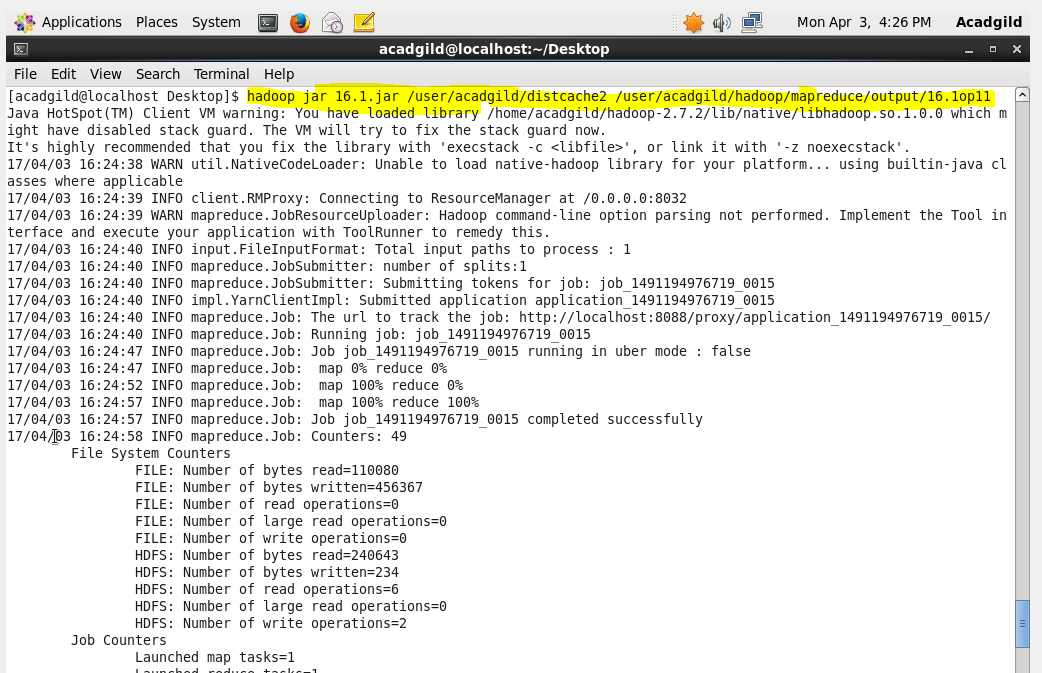 Applications Places System Mon Apr 3, 4:26 PM Acadgild
acadgild@localhost:~/Desktop
File Edit View Search Terminal Help
[acadgild@localhost Desktop]$ hadoop jar 16.1.jar /user/acadgild/distcache2 /user/acadgild/hadoop/mapreduce/output/16.1op11
Java HotSpot(TM) Client VM warning: You have loaded library /home/acadgild/hadoop-2.7.2/lib/native/libhadoop.so.1.0.0 which m
ight have disabled stack guard. The VM will try to fix the stack guard now.
It's highly recommended that you fix the library with 'execstack -c <libfile>', or link it with '-z noexecstack'.
17/04/03 16:24:38 WARN util.NativeCodeLoader: Unable to load native-hadoop library for your platform... using builtin-java cl
asses where applicable
17/04/03 16:24:39 INFO client.RMProxy: Connecting to ResourceManager at /0.0.0.0:8032
17/04/03 16:24:39 WARN mapreduce.JobResourceUploader: Hadoop command-line option parsing not performed. Implement the Tool in
terface and execute your application with ToolRunner to remedy this.
17/04/03 16:24:40 INFO input.FileInputFormat: Total input paths to process : 1
17/04/03 16:24:40 INFO mapreduce.JobSubmitter: number of splits:1
17/04/03 16:24:40 INFO mapreduce.JobSubmitter: Submitting tokens for job: job_1491194976719_0015
17/04/03 16:24:40 INFO impl.YarnClientImpl: Submitted application application_1491194976719_0015
17/04/03 16:24:40 INFO mapreduce.Job: The url to track the job: http://localhost:8088/proxy/application_1491194976719_0015/
17/04/03 16:24:40 INFO mapreduce.Job: Running job: job_1491194976719_0015
17/04/03 16:24:47 INFO mapreduce.Job: Job job_1491194976719_0015 running in uber mode : false
17/04/03 16:24:47 INFO mapreduce.Job:  map 0% reduce 0%
17/04/03 16:24:52 INFO mapreduce.Job:  map 100% reduce 0%
17/04/03 16:24:57 INFO mapreduce.Job:  map 100% reduce 100%
17/04/03 16:24:57 INFO mapreduce.Job: Job job_1491194976719_0015 completed successfully
17/04/03 16:24:58 INFO mapreduce.Job: Counters: 49
File System Counters
FILE: Number of bytes read=110080
FILE: Number of bytes written=456367
FILE: Number of read operations=0
FILE: Number of large read operations=0
FILE: Number of write operations=0
HDFS: Number of bytes read=240643
HDFS: Number of bytes written=234
HDFS: Number of read operations=6
HDFS: Number of large read operations=0
HDFS: Number of write operations=2
Job Counters
Launched map tasks=1
Launched reduce tasks=1